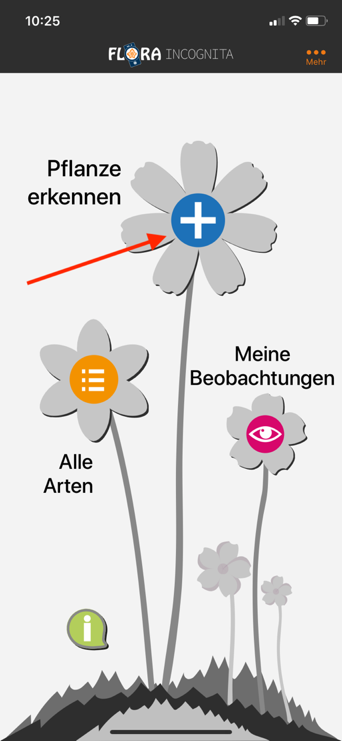 10:25
FLORA INCOGNITA
Mehr
Pflanze
erkennen
Meine
Beobachtungen
Alle
Arten
i